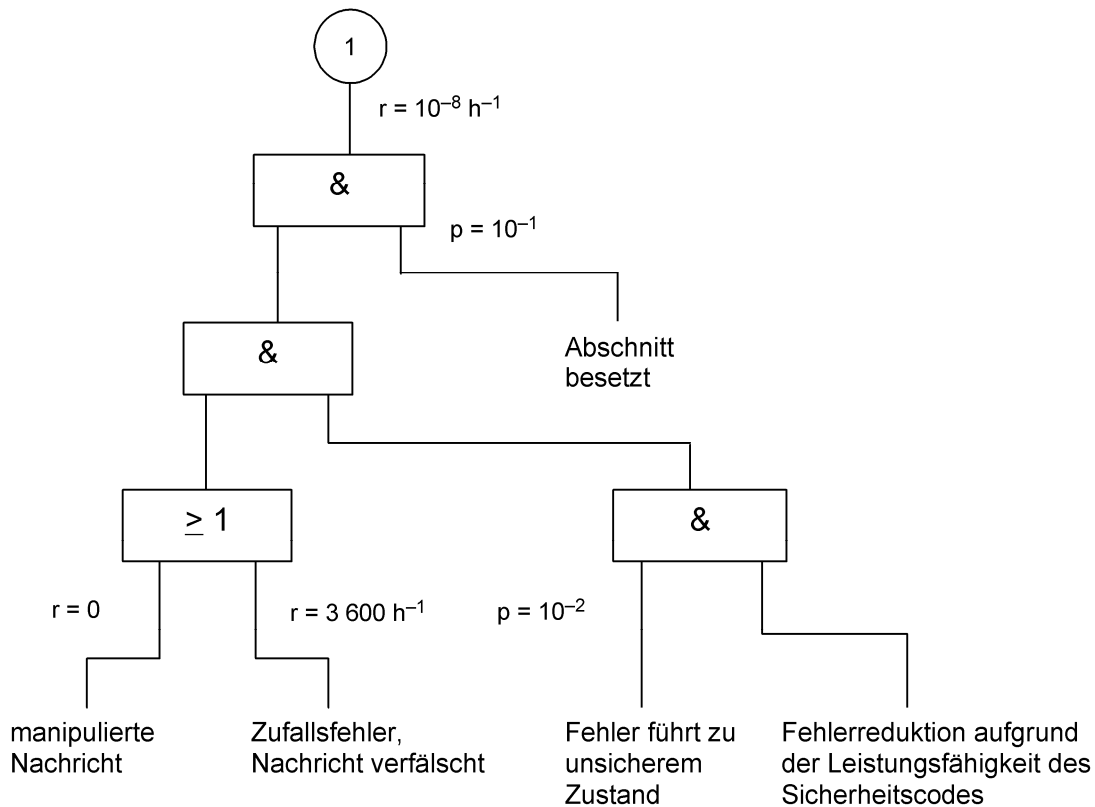 1
r = 10⁻⁸ h⁻¹
&
p = 10⁻¹
&
Abschnitt
besetzt
≥ 1
&
r = 0
r = 3 600 h⁻¹
p = 10⁻²
manipulierte
Nachricht
Zufallsfehler,
Nachricht verfälscht
Fehler führt zu
unsicherem
Zustand
Fehlerreduktion aufgrund
der Leistungsfähigkeit des
Sicherheitscodes